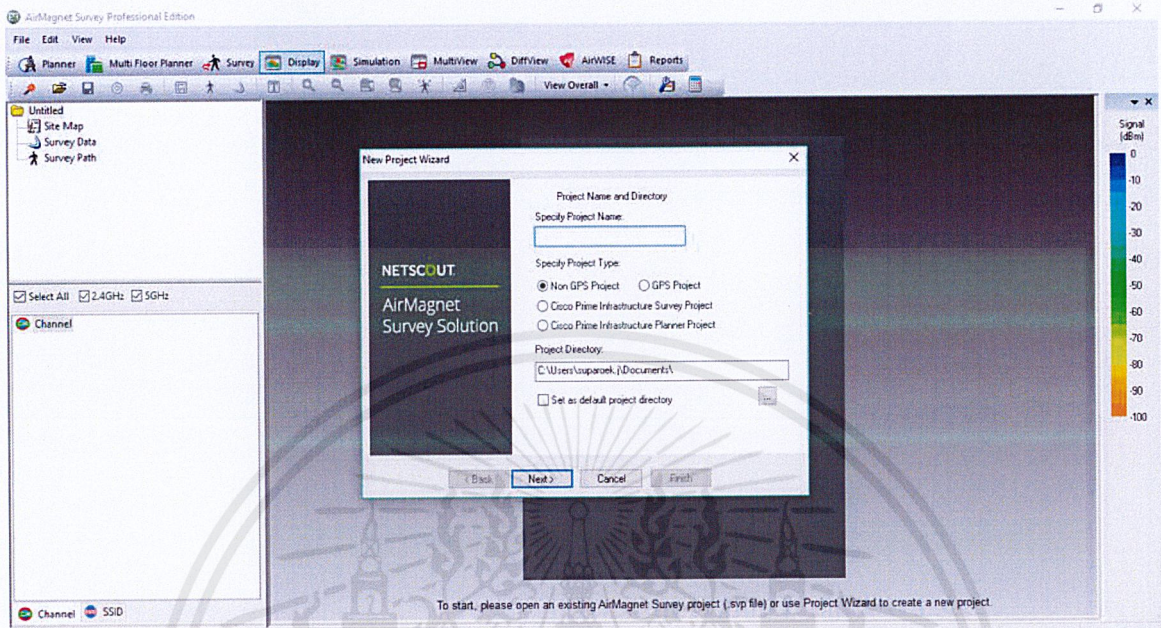 AirMagnet Survey Professional Edition
File Edit View Help
Planner Multi Floor Planner Survey Display Simulation MultiView DiffView AirWISE Reports
View Overall
Untitled
Site Map
Survey Data
Survey Path
Select All 2.4GHz 5GHz
Channel
Channel SSID
New Project Wizard
NETSCOUT
AirMagnet
Survey Solution
Project Name and Directory
Specify Project Name:
Specify Project Type:
Non GPS Project GPS Project
Cisco Prime Infrastructure Survey Project
Cisco Prime Infrastructure Planner Project
Project Directory:
C:\Users\suparoek.j\Documents\
Set as default project directory
...
< Back Next > Cancel Finish
To start, please open an existing AirMagnet Survey project (.svp file) or use Project Wizard to create a new project.
Signal
(dBm)
0
-10
-20
-30
-40
-50
-60
-70
-80
-90
-100